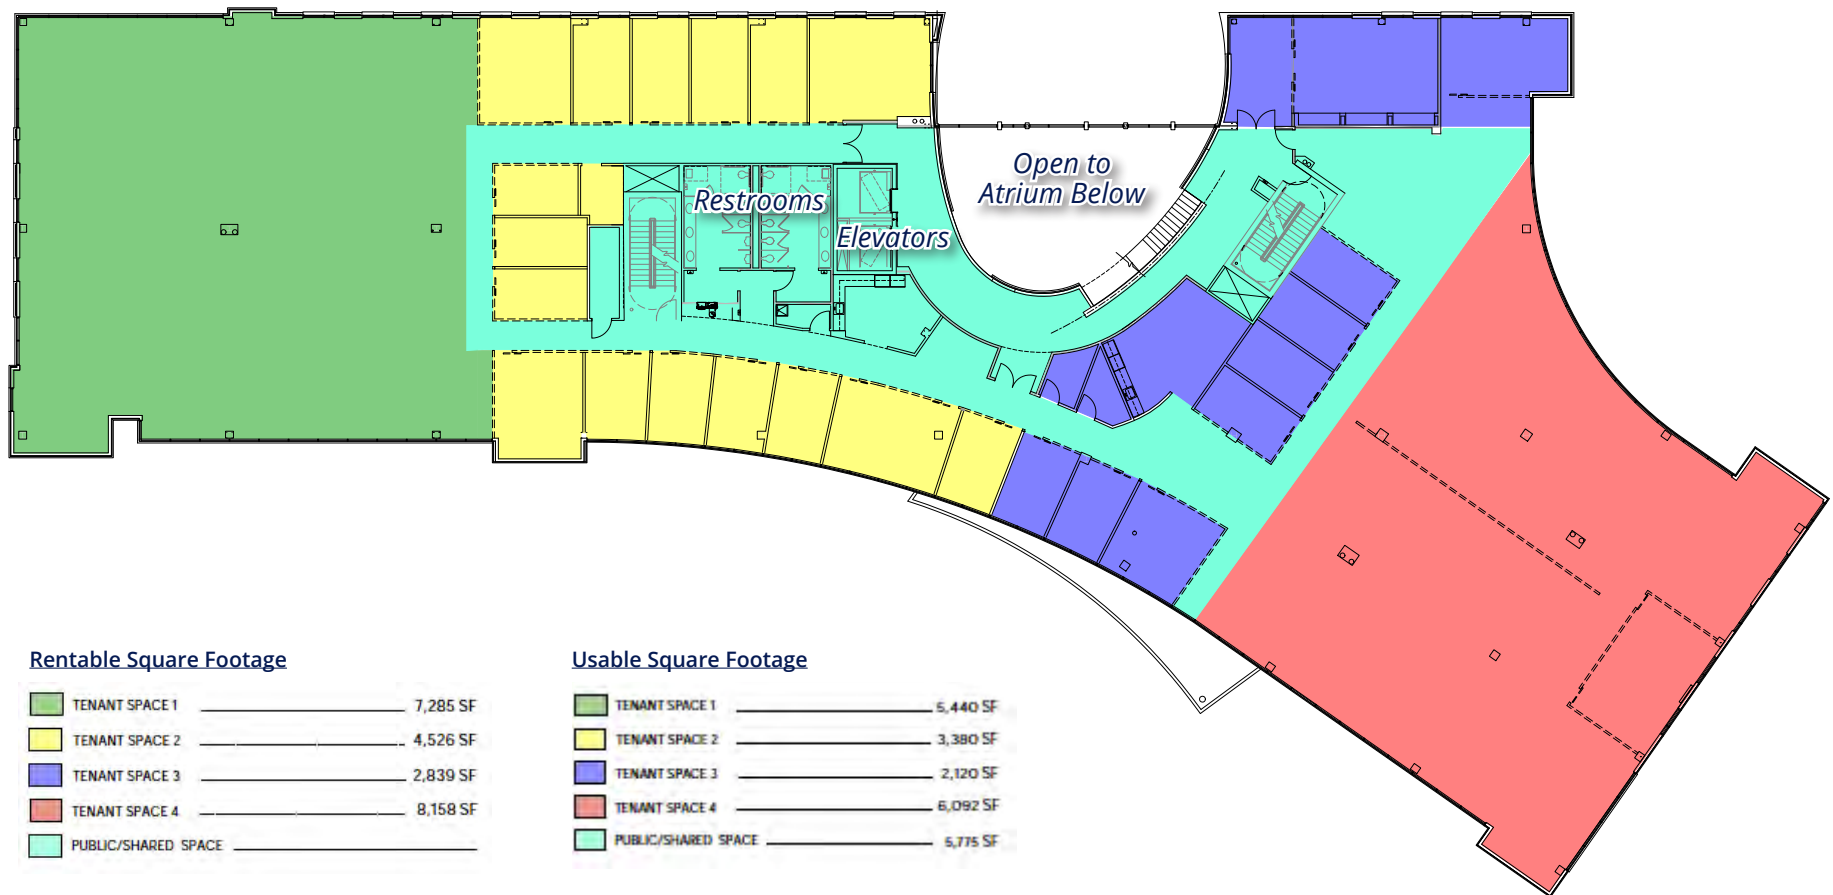 Open to
Atrium Below
Restrooms
Elevators
Rentable Square Footage
TENANT SPACE 1 7,285 SF
TENANT SPACE 2 4,526 SF
TENANT SPACE 3 2,839 SF
TENANT SPACE 4 8,158 SF
PUBLIC/SHARED SPACE
Usable Square Footage
TENANT SPACE 1 5,440 SF
TENANT SPACE 2 3,380 SF
TENANT SPACE 3 2,120 SF
TENANT SPACE 4 6,092 SF
PUBLIC/SHARED SPACE 5,775 SF